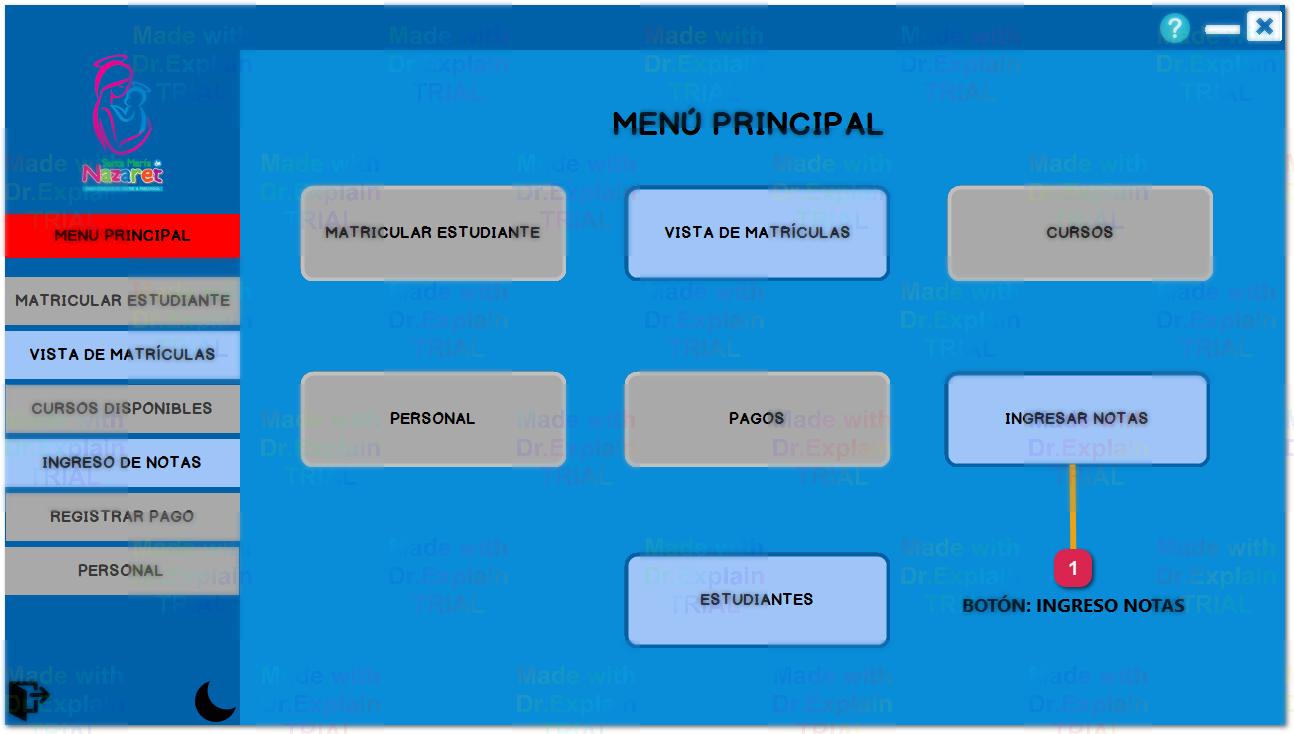 ?
MENÚ PRINCIPAL
Santa María de
Nazaret
MENU PRINCIPAL
MATRICULAR ESTUDIANTE
VISTA DE MATRÍCULAS
CURSOS DISPONIBLES
INGRESO DE NOTAS
REGISTRAR PAGO
PERSONAL
MATRICULAR ESTUDIANTE
VISTA DE MATRÍCULAS
CURSOS
PERSONAL
PAGOS
INGRESAR NOTAS
ESTUDIANTES
1
BOTÓN: INGRESO NOTAS
Made with
Dr.Explain
TRIAL